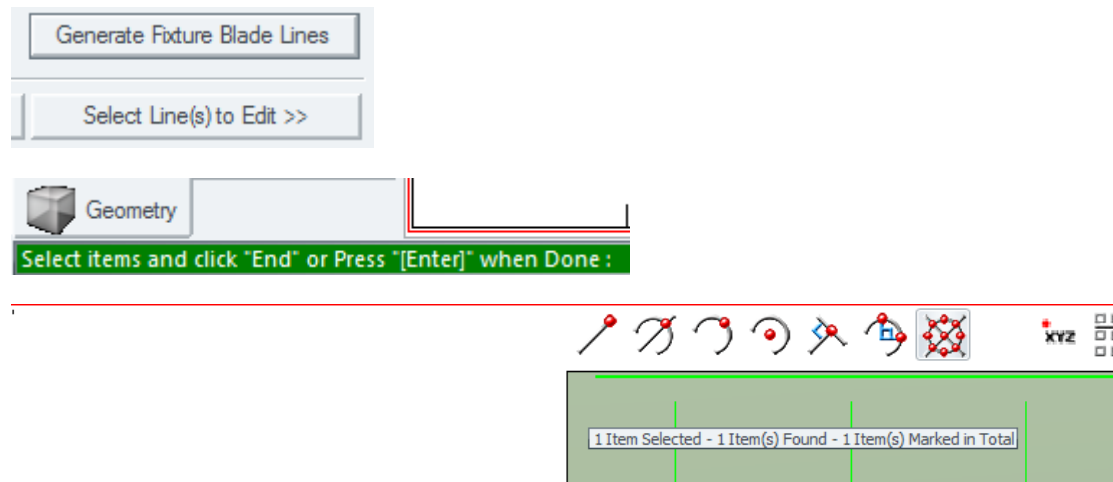 Generate Fixture Blade Lines
Select Line(s) to Edit >>
Geometry
Select items and click "End" or Press "[Enter]" when Done :
XYZ
1 Item Selected - 1 Item(s) Found - 1 Item(s) Marked in Total